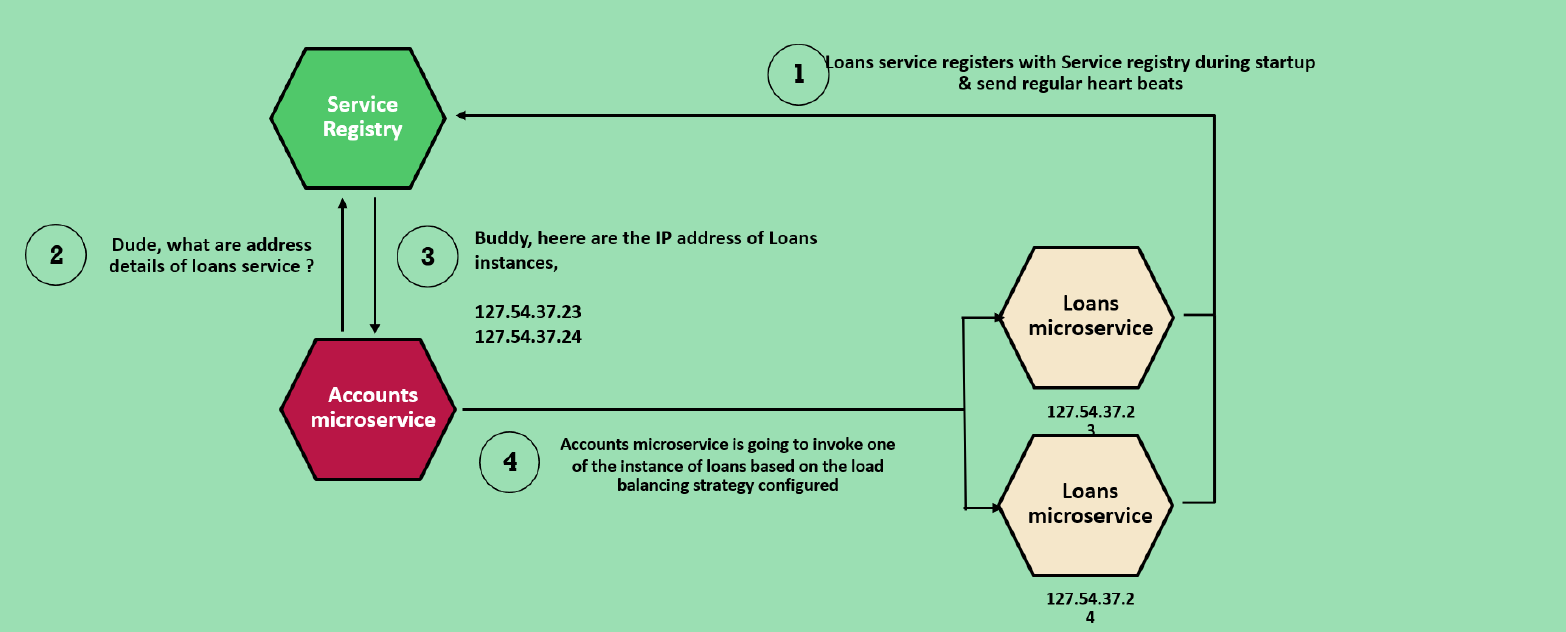 1
Loans service registers with Service registry during startup
& send regular heart beats
Service
Registry
2
Dude, what are address
details of loans service ?
3
Buddy, heere are the IP address of Loans
instances,
127.54.37.23
127.54.37.24
Loans
microservice
127.54.37.2
3
Accounts
microservice
4
Accounts microservice is going to invoke one
of the instance of loans based on the load
balancing strategy configured
Loans
microservice
127.54.37.2
4